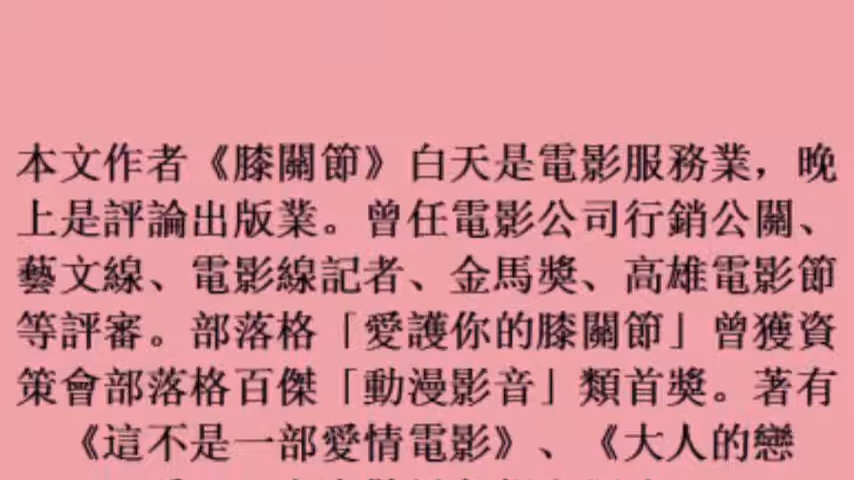 本文作者《膝關節》白天是電影服務業，晚
上是評論出版業。曾任電影公司行銷公關、
藝文線、電影線記者、金馬獎、高雄電影節
等評審。部落格「愛護你的膝關節」曾獲資
策會部落格百傑「動漫影音」類首獎。著有
《這不是一部愛情電影》、《大人的戀